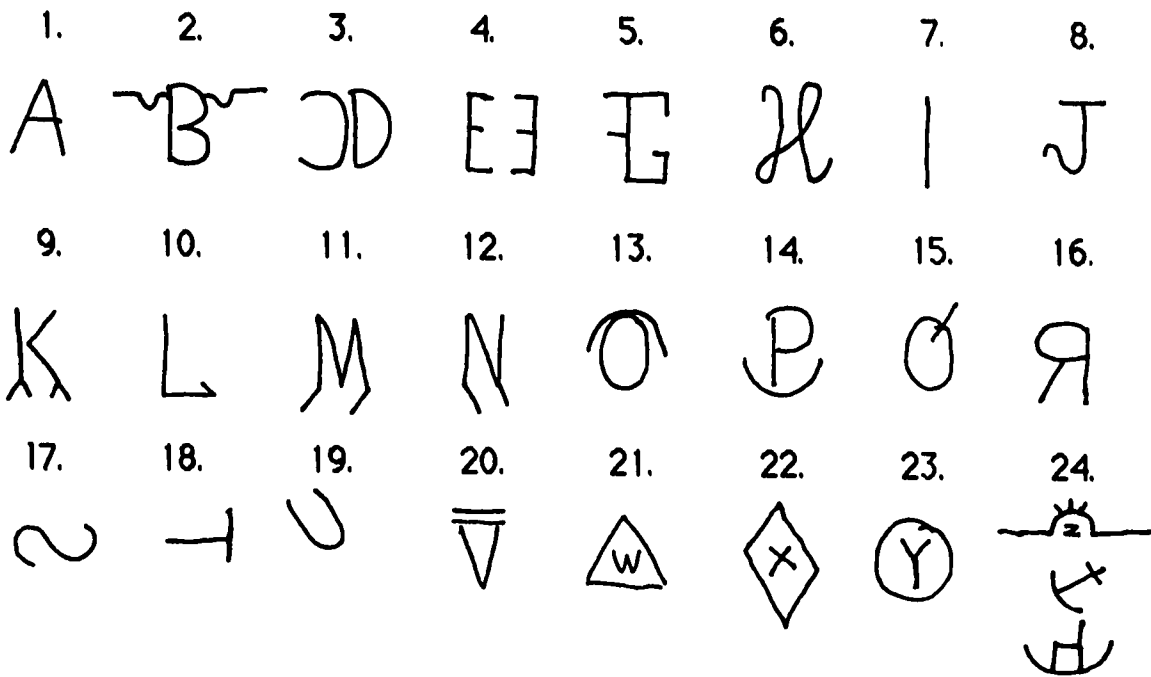 1. 2. 3. 4. 5. 6. 7. 8.
A B ƆD E Ǝ FG H I J
9. 10. 11. 12. 13. 14. 15. 16.
K L M N O P Q Я
17. 18. 19. 20. 21. 22. 23. 24.
S T U V W X Y Z